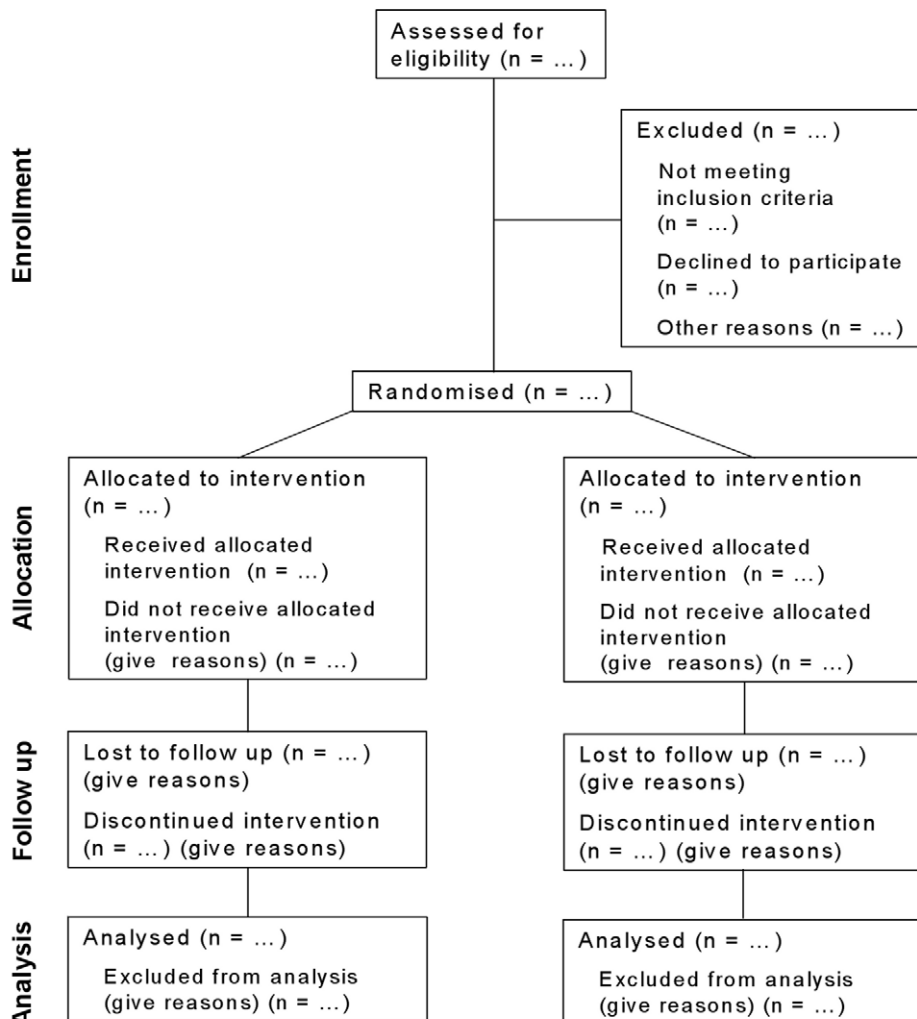 Assessed for
eligibility (n = ...)
Enrollment
Excluded (n = ...)
Not meeting
inclusion criteria
(n = ...)
Declined to participate
(n = ...)
Other reasons (n = ...)
Randomised (n = ...)
Allocation
Allocated to intervention
(n = ...)
Received allocated
intervention (n = ...)
Did not receive allocated
intervention
(give reasons) (n = ...)
Allocated to intervention
(n = ...)
Received allocated
intervention (n = ...)
Did not receive allocated
intervention
(give reasons) (n = ...)
Follow up
Lost to follow up (n = ...)
(give reasons)
Discontinued intervention
(n = ...) (give reasons)
Lost to follow up (n = ...)
(give reasons)
Discontinued intervention
(n = ...) (give reasons)
Analysis
Analysed (n = ...)
Excluded from analysis
(give reasons) (n = ...)
Analysed (n = ...)
Excluded from analysis
(give reasons) (n = ...)